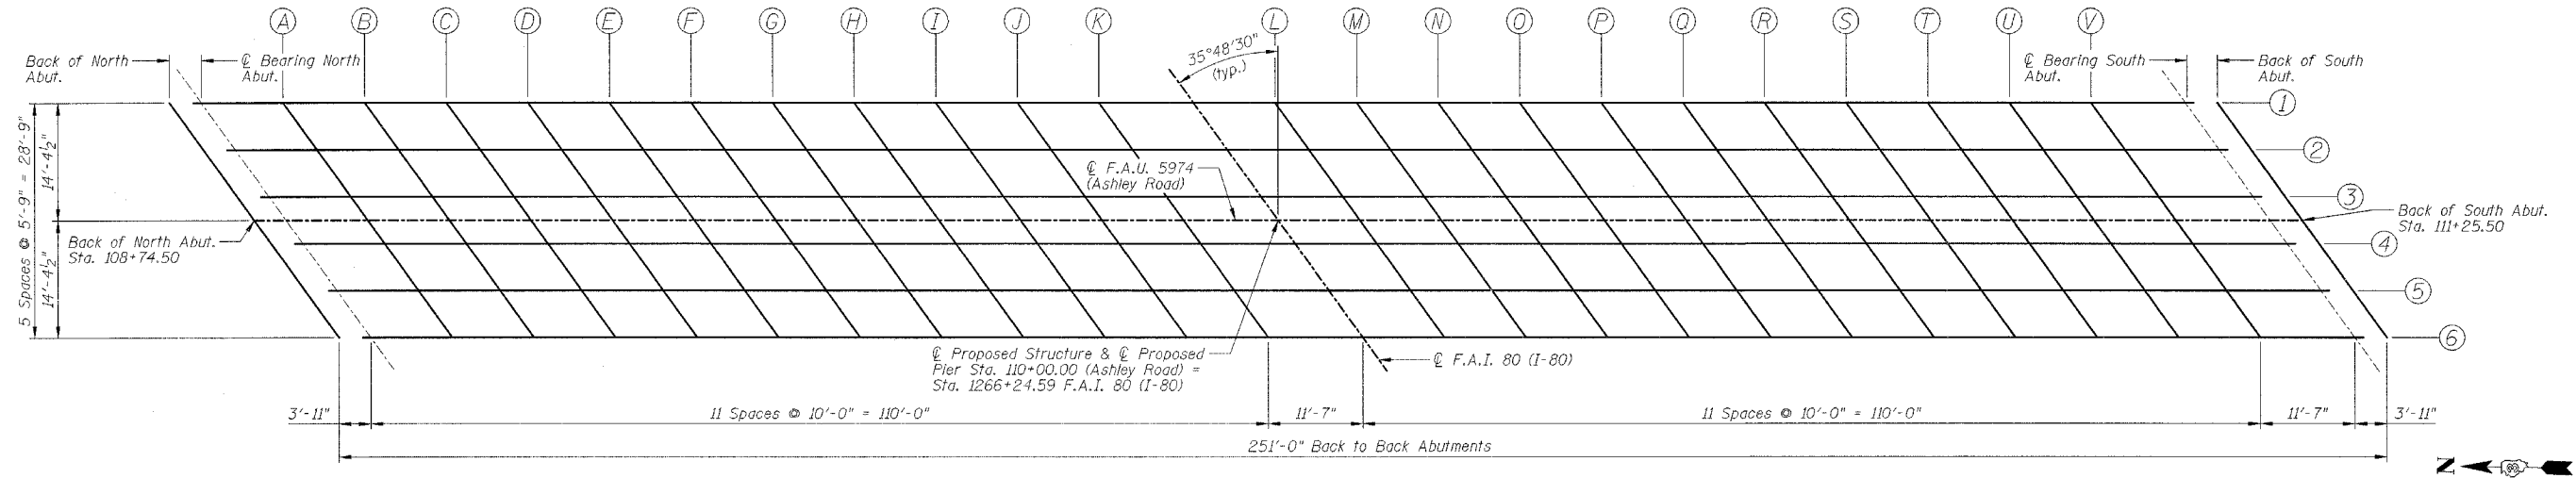 A B C D E F G H I J K L M N O P Q R S T U V
Back of North
Abut.
℄ Bearing North
Abut.
35°48'30"
(typ.)
℄ Bearing South
Abut.
Back of South
Abut.
1
2
3
4
5
6
5 Spaces @ 5'-9" = 28'-9"
14'-4½"
14'-4½"
℄ F.A.U. 5974
(Ashley Road)
Back of North Abut.
Sta. 108+74.50
Back of South Abut.
Sta. 111+25.50
℄ Proposed Structure & ℄ Proposed
Pier Sta. 110+00.00 (Ashley Road) =
Sta. 1266+24.59 F.A.I. 80 (I-80)
℄ F.A.I. 80 (I-80)
3'-11"
11 Spaces @ 10'-0" = 110'-0"
11'-7"
11 Spaces @ 10'-0" = 110'-0"
11'-7"
3'-11"
251'-0" Back to Back Abutments
N